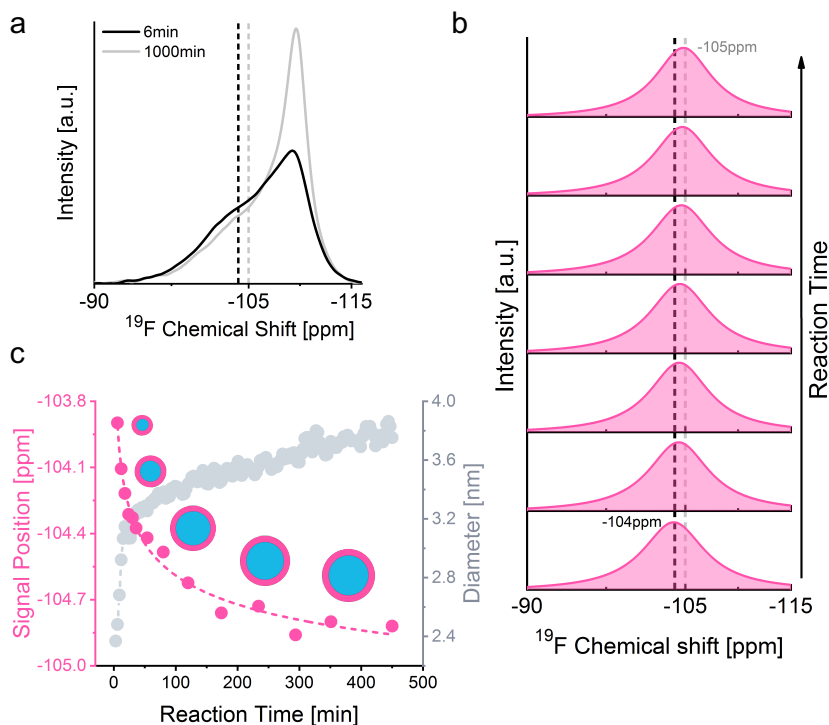 a
6min
1000min
Intensity [a.u.]
-90
-105
-115
¹⁹F Chemical Shift [ppm]
b
-105ppm
-104ppm
Intensity [a.u.]
Reaction Time
-90
-105
-115
¹⁹F Chemical shift [ppm]
c
-103.8
-104.1
-104.4
-104.7
-105.0
Signal Position [ppm]
4.0
3.6
3.2
2.8
2.4
Diameter [nm]
0
100
200
300
400
500
Reaction Time [min]